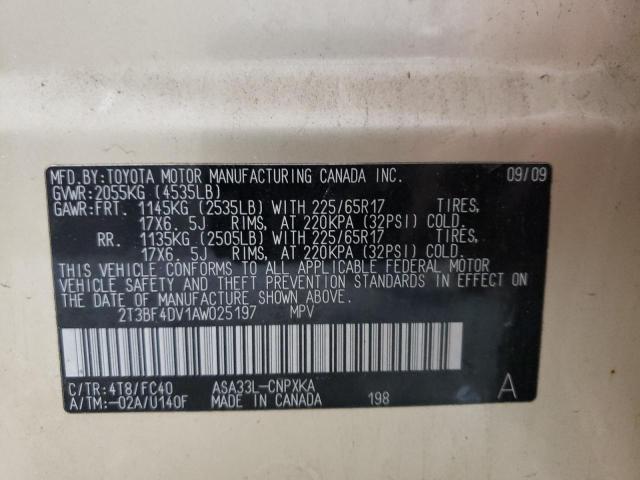 MFD.BY:TOYOTA MOTOR MANUFACTURING CANADA INC. 09/09
GVWR:2055KG (4535LB)
GAWR:FRT. 1145KG (2535LB) WITH 225/65R17 TIRES,
17X6. 5J RIMS, AT 220KPA (32PSI) COLD.
RR. 1135KG (2505LB) WITH 225/65R17 TIRES,
17X6. 5J RIMS, AT 220KPA (32PSI) COLD.
THIS VEHICLE CONFORMS TO ALL APPLICABLE FEDERAL MOTOR
VEHICLE SAFETY AND THEFT PREVENTION STANDARDS IN EFFECT ON
THE DATE OF MANUFACTURE SHOWN ABOVE.
2T3BF4DV1AW025197 MPV
C/TR:4T8/FC40 ASA33L-CNPXKA
A/TM:-02A/U140F MADE IN CANADA 198 A